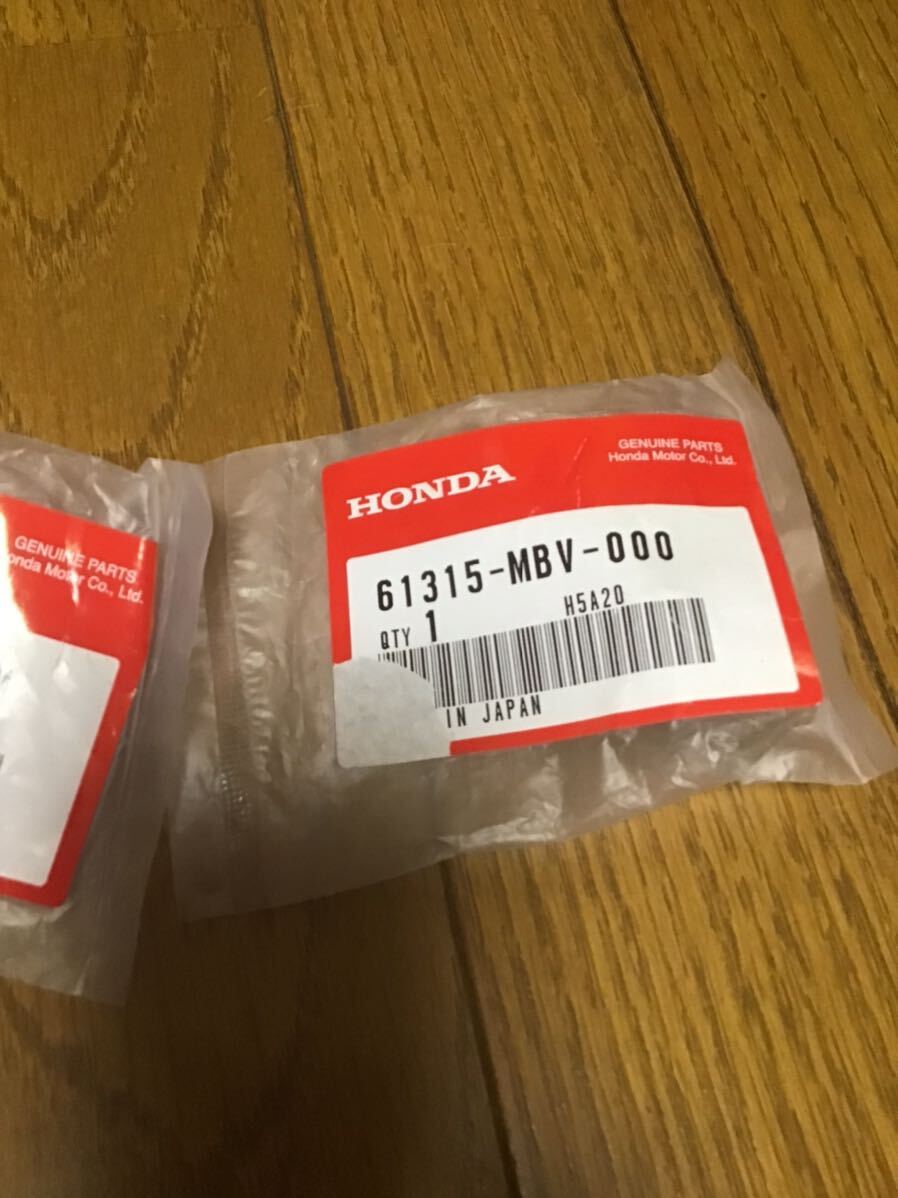 GENUINE PARTS
onda Motor Co., Ltd.
HONDA
GENUINE PARTS
Honda Motor Co., Ltd.
61315-MBV-000
QTY 1 H5A20
IN JAPAN